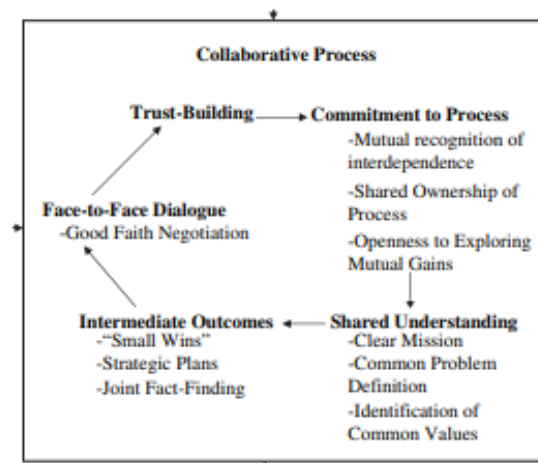 Collaborative Process
Trust-Building
Commitment to Process
-Mutual recognition of
interdependence
-Shared Ownership of
Process
-Openness to Exploring
Mutual Gains
Face-to-Face Dialogue
-Good Faith Negotiation
Intermediate Outcomes
-“Small Wins”
-Strategic Plans
-Joint Fact-Finding
Shared Understanding
-Clear Mission
-Common Problem
Definition
-Identification of
Common Values